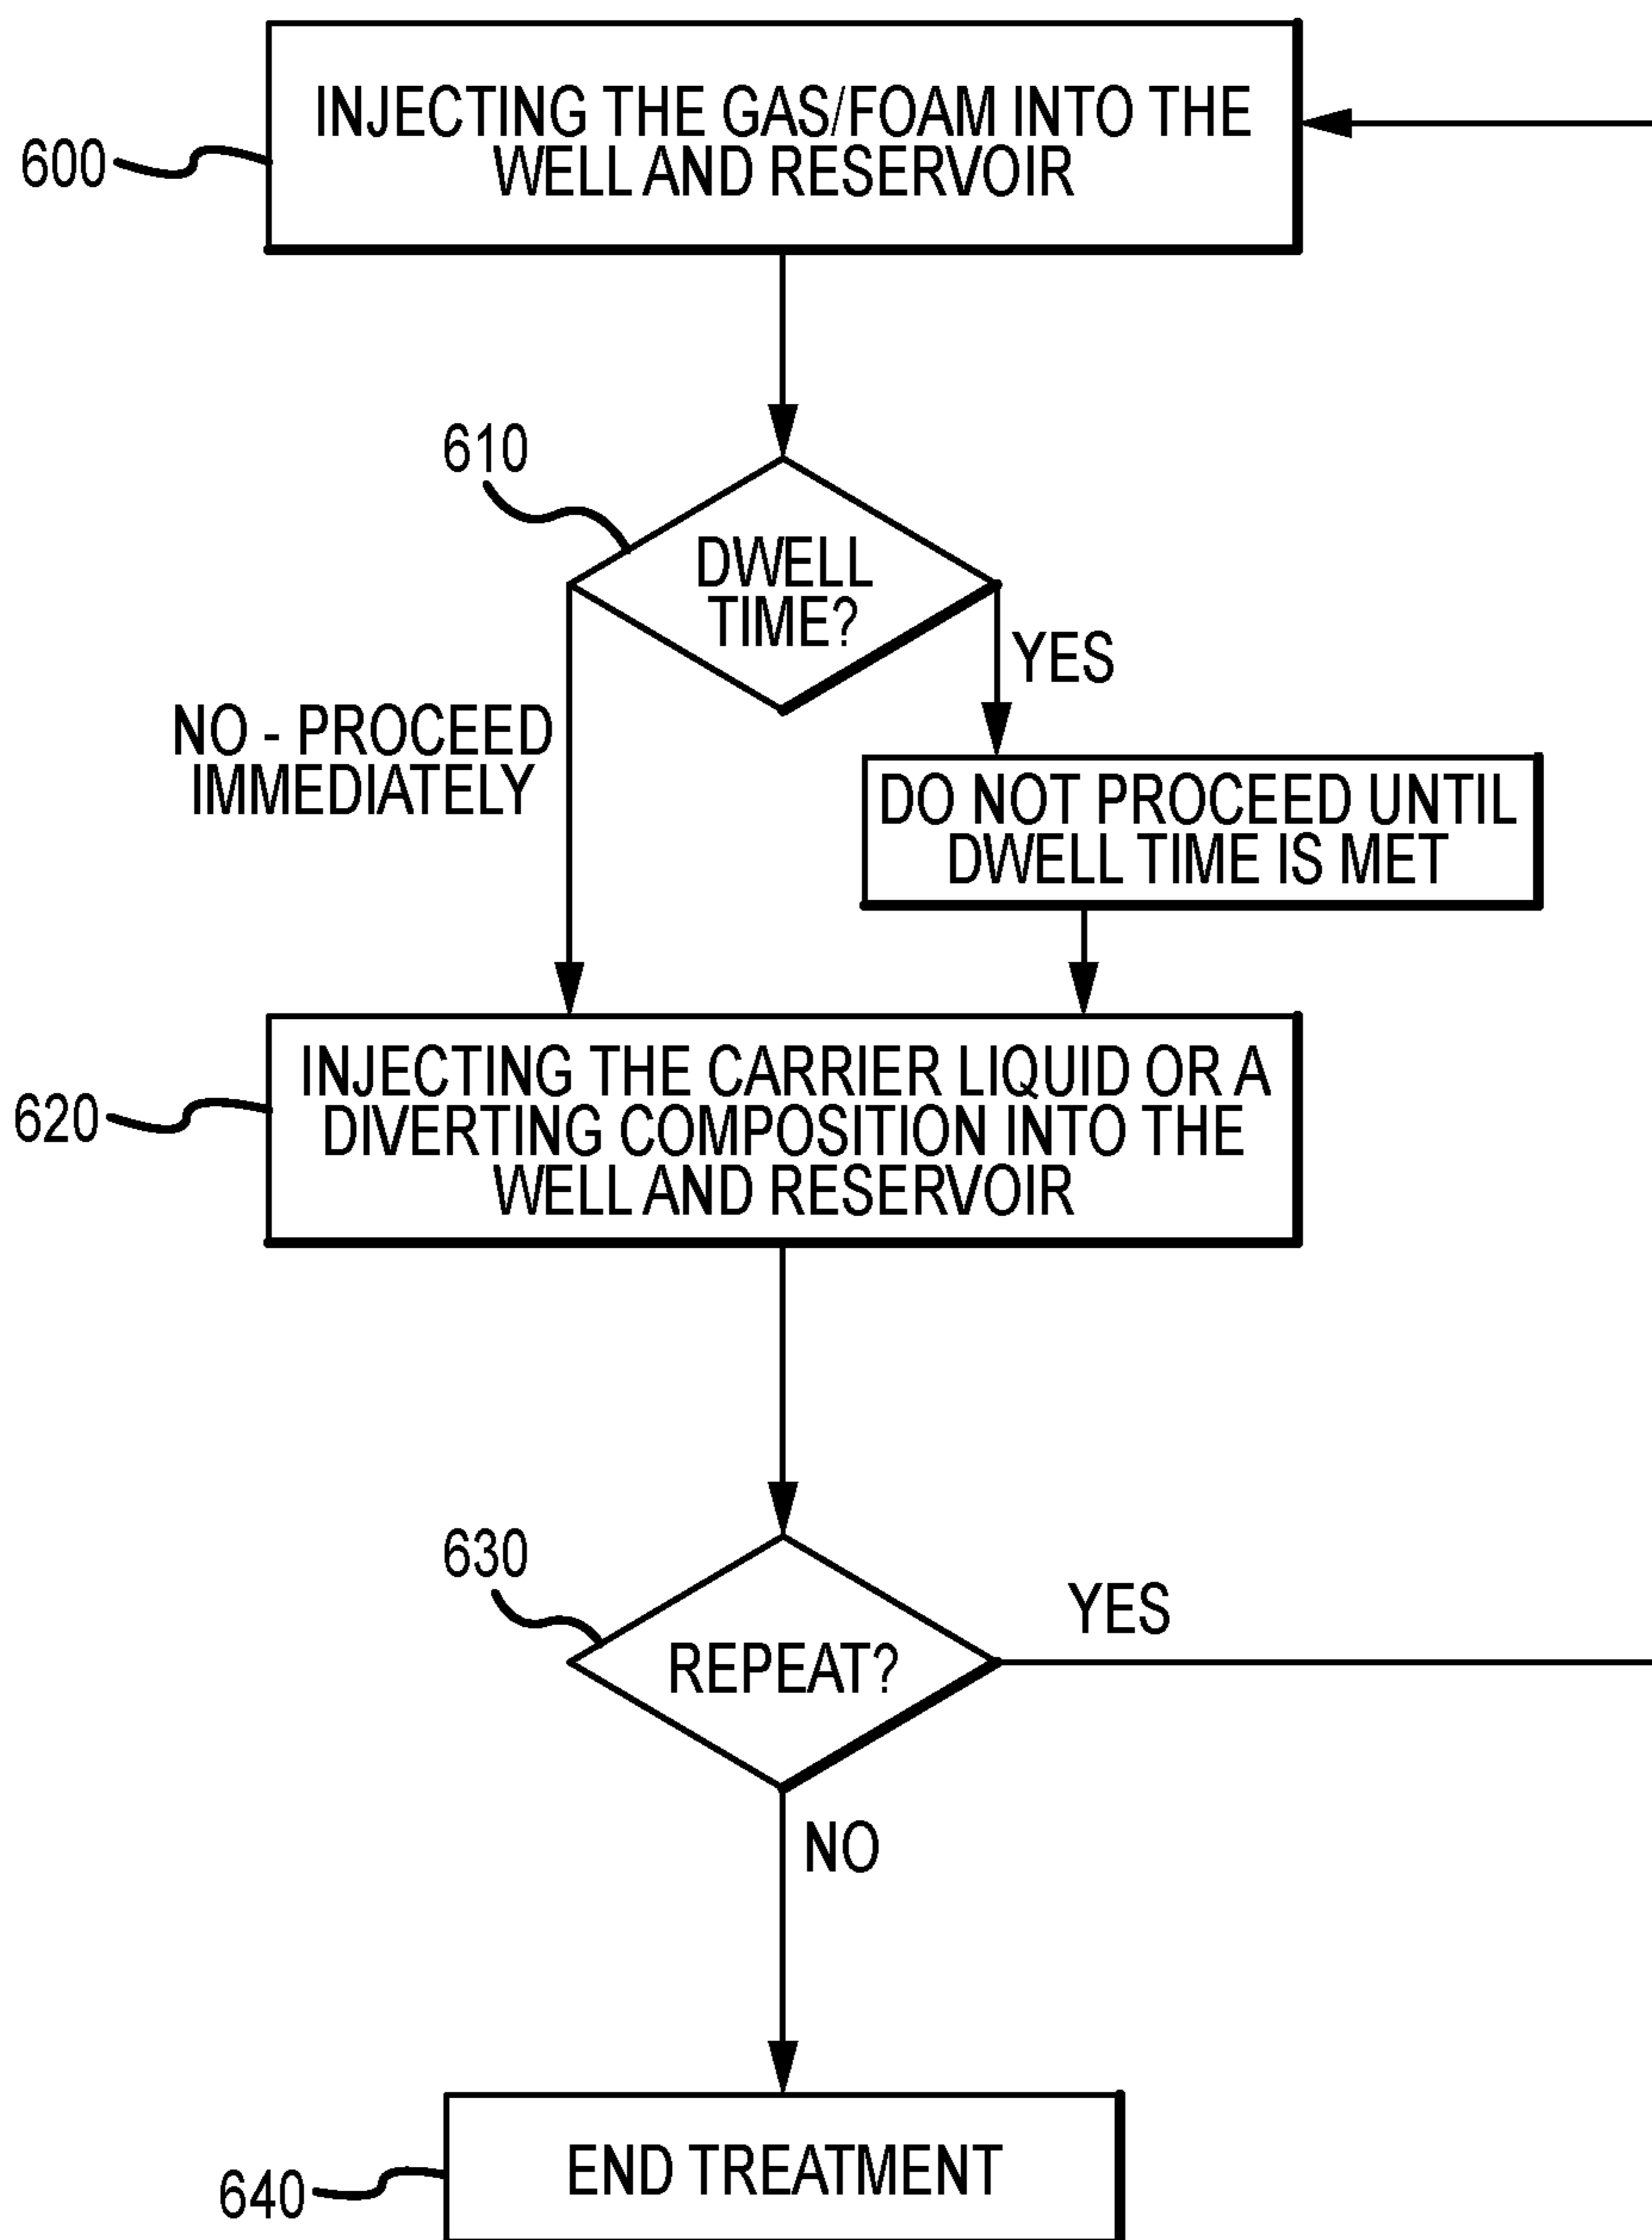 600
INJECTING THE GAS/FOAM INTO THE
WELL AND RESERVOIR
610
DWELL
TIME?
YES
NO - PROCEED
IMMEDIATELY
DO NOT PROCEED UNTIL
DWELL TIME IS MET
620
INJECTING THE CARRIER LIQUID OR A
DIVERTING COMPOSITION INTO THE
WELL AND RESERVOIR
630
REPEAT?
YES
NO
640
END TREATMENT